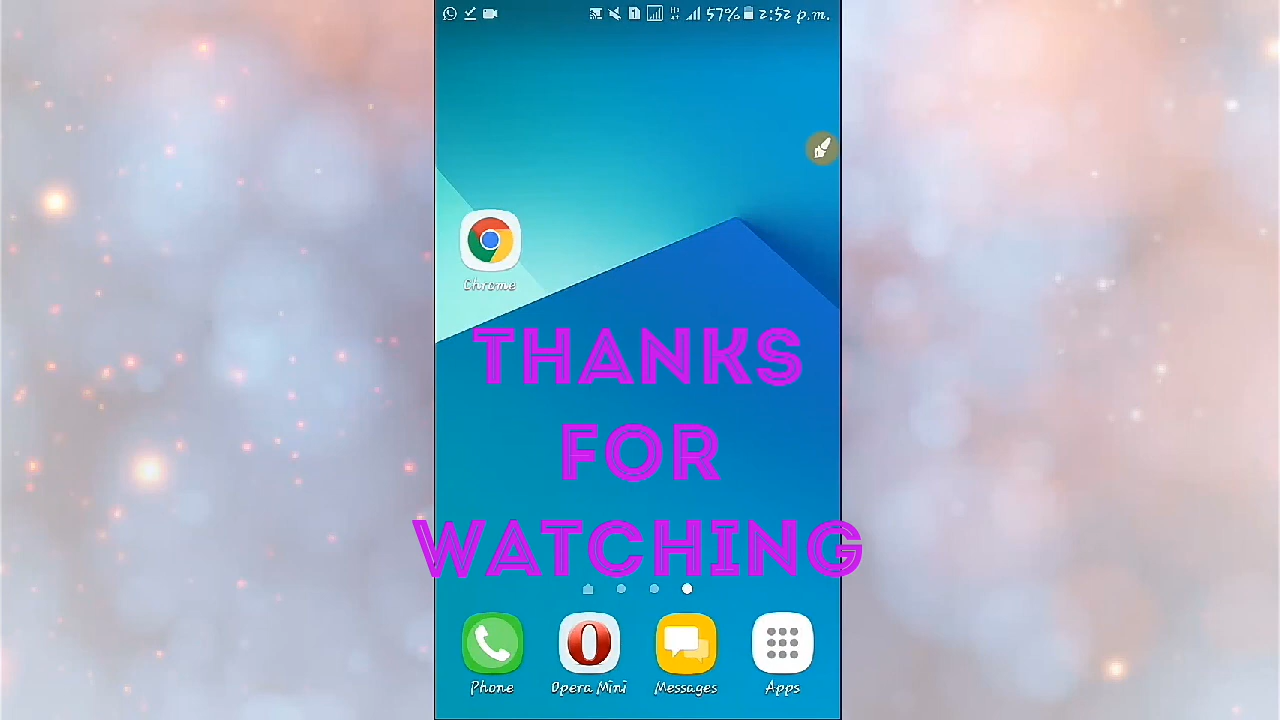 57% 2:52 p.m.
Chrome
THANKS
FOR
WATCHING
Phone Opera Mini Messages Apps